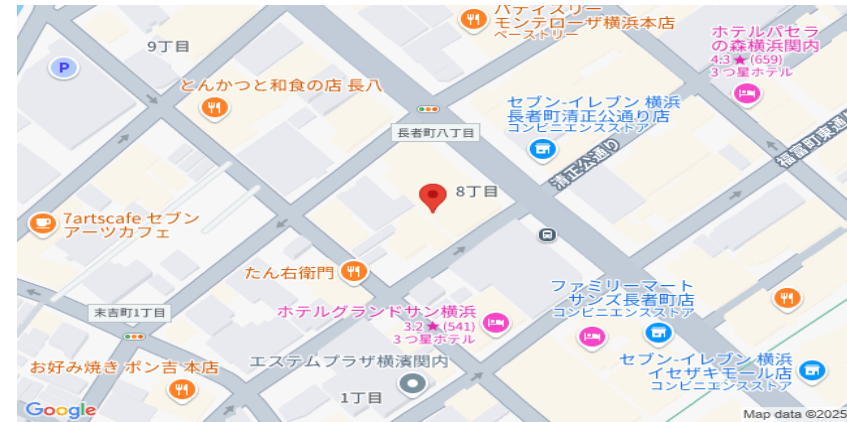 パティスリー
モンテローザ横浜本店
ペーストリー
ホテルパセラ
の森横浜関内
4.3 ★ (659)
3 つ星ホテル
9丁目
P
とんかつと和食の店 長八
セブン-イレブン 横浜
長者町清正公通り店
コンビニエンスストア
長者町八丁目
清正公通り
福富町東通り
8丁目
7artscafe セブン
アーツカフェ
たん右衛門
ファミリーマート
サンズ長者町店
コンビニエンスストア
末吉町1丁目
ホテルグランドサン横浜
3.2 ★ (541)
3 つ星ホテル
お好み焼き ポン吉 本店
エステムプラザ横濱関内
セブン-イレブン 横浜
イセザキモール店
コンビニエンスストア
1丁目
Google
Map data ©2025